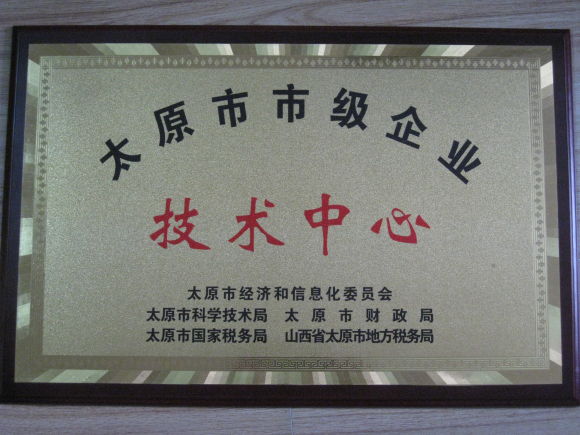 太原市市级企业
技术中心
太原市经济和信息化委员会
太原市科学技术局 太原市财政局
太原市国家税务局 山西省太原市地方税务局